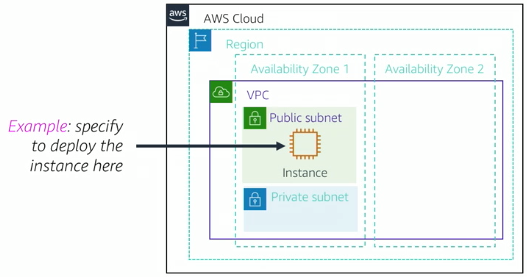 aws
AWS Cloud
Region
Availability Zone 1
Availability Zone 2
VPC
Public subnet
Example: specify
to deploy the
instance here
Instance
Private subnet